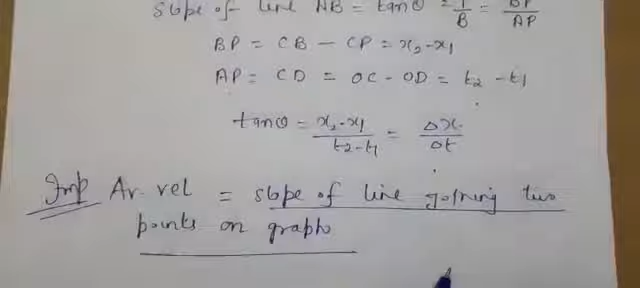 slope of line AB = tanθ = P/B = BP/AP
BP = CB - CP = x₂-x₁
AP = CD = OC - OD = t₂ - t₁
tanθ = x₂-x₁/t₂-t₁ = Δx/Δt
Imp Av. vel = slope of line joining two
points on graph